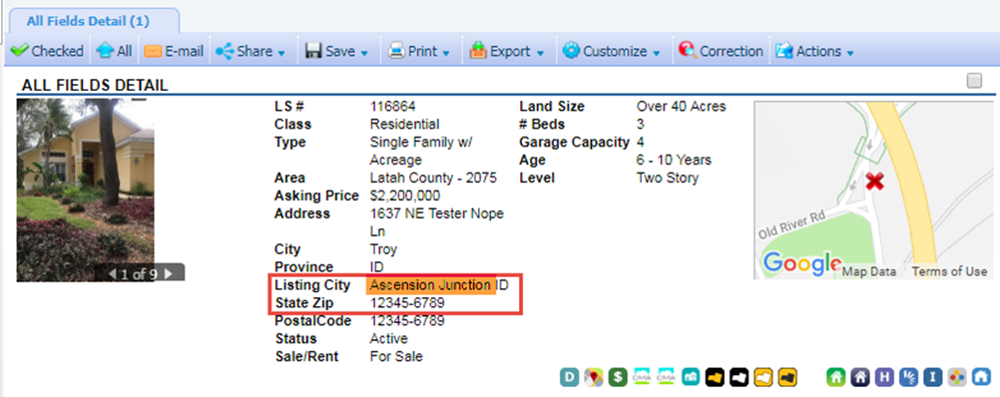 All Fields Detail (1)
Checked All E-mail Share Save Print Export Customize Correction Actions
ALL FIELDS DETAIL
LS # 116864
Class Residential
Type Single Family w/
Acreage
Area Latah County - 2075
Asking Price $2,200,000
Address 1637 NE Tester Nope
Ln
City Troy
Province ID
Listing City Ascension Junction ID
State Zip 12345-6789
PostalCode 12345-6789
Status Active
Sale/Rent For Sale
Land Size Over 40 Acres
# Beds 3
Garage Capacity 4
Age 6 - 10 Years
Level Two Story
1 of 9
Old River Rd
Google Map Data Terms of Use
D $ CMA CMA H I